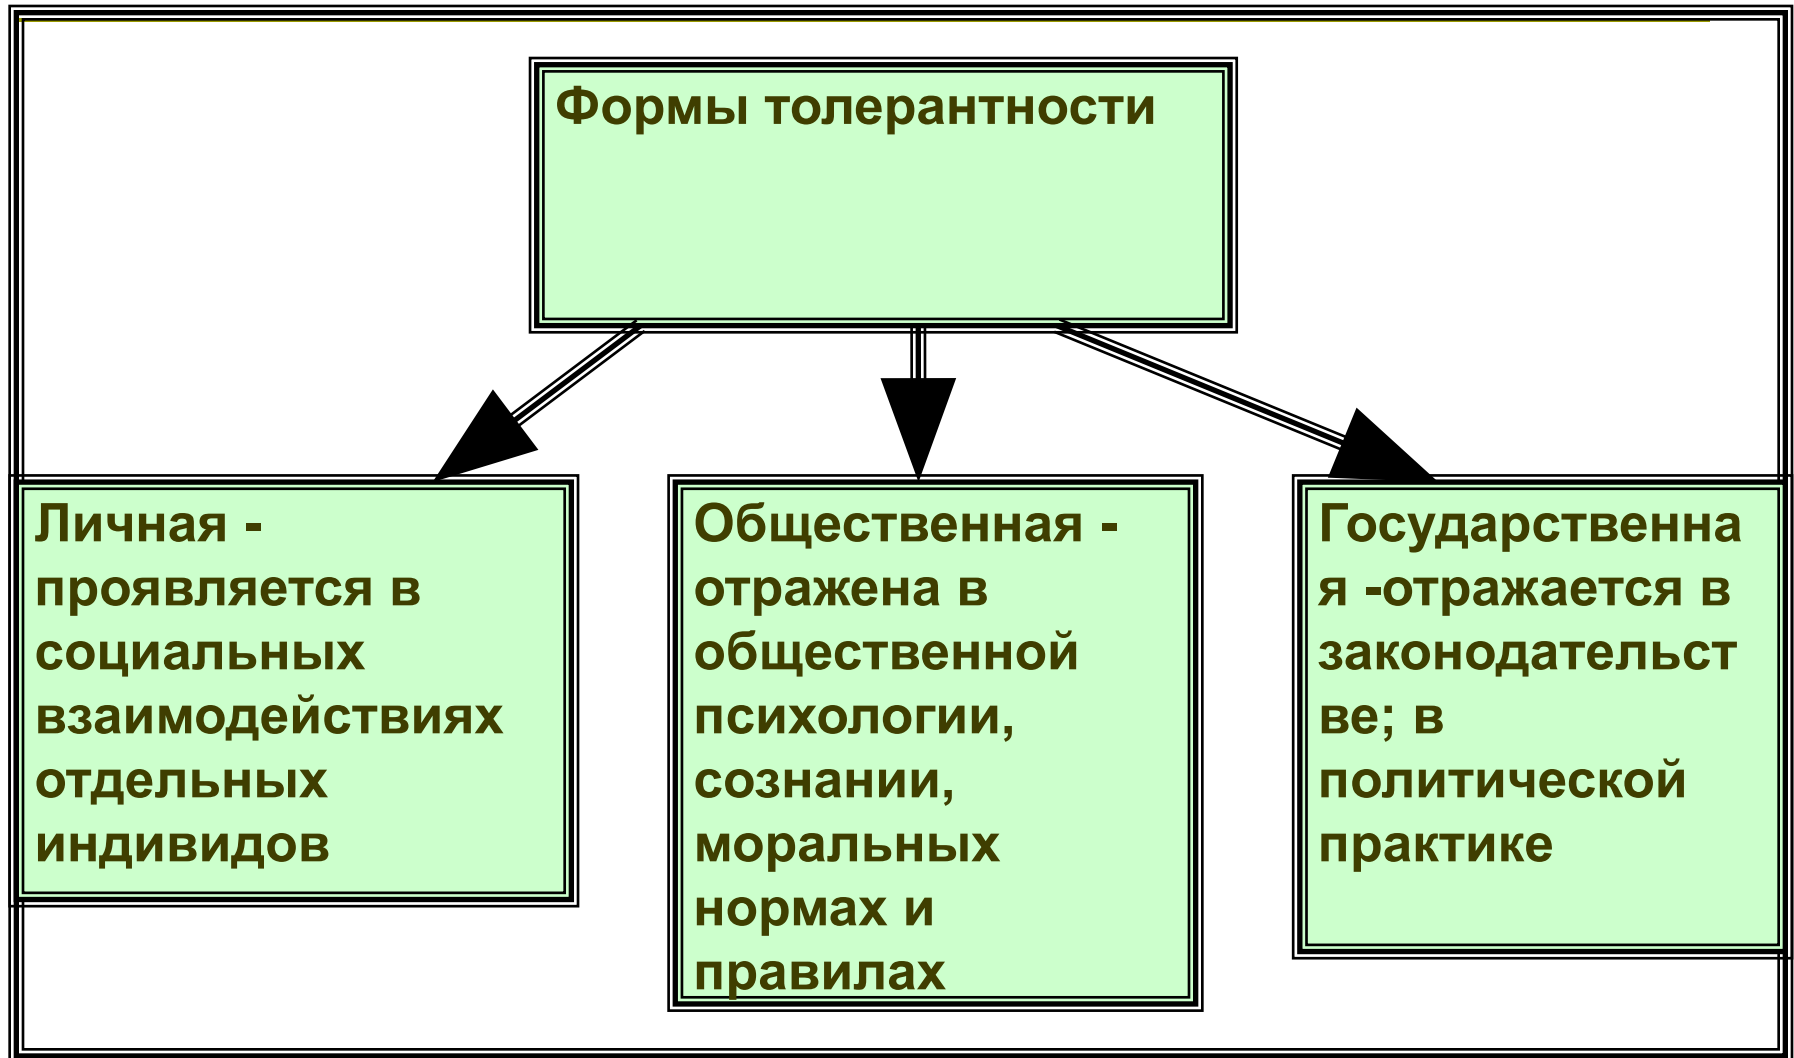 Формы толерантности
Личная -
проявляется в
социальных
взаимодействиях
отдельных
индивидов
Общественная -
отражена в
общественной
психологии,
сознании,
моральных
нормах и
правилах
Государственна
я -отражается в
законодательст
ве; в
политической
практике